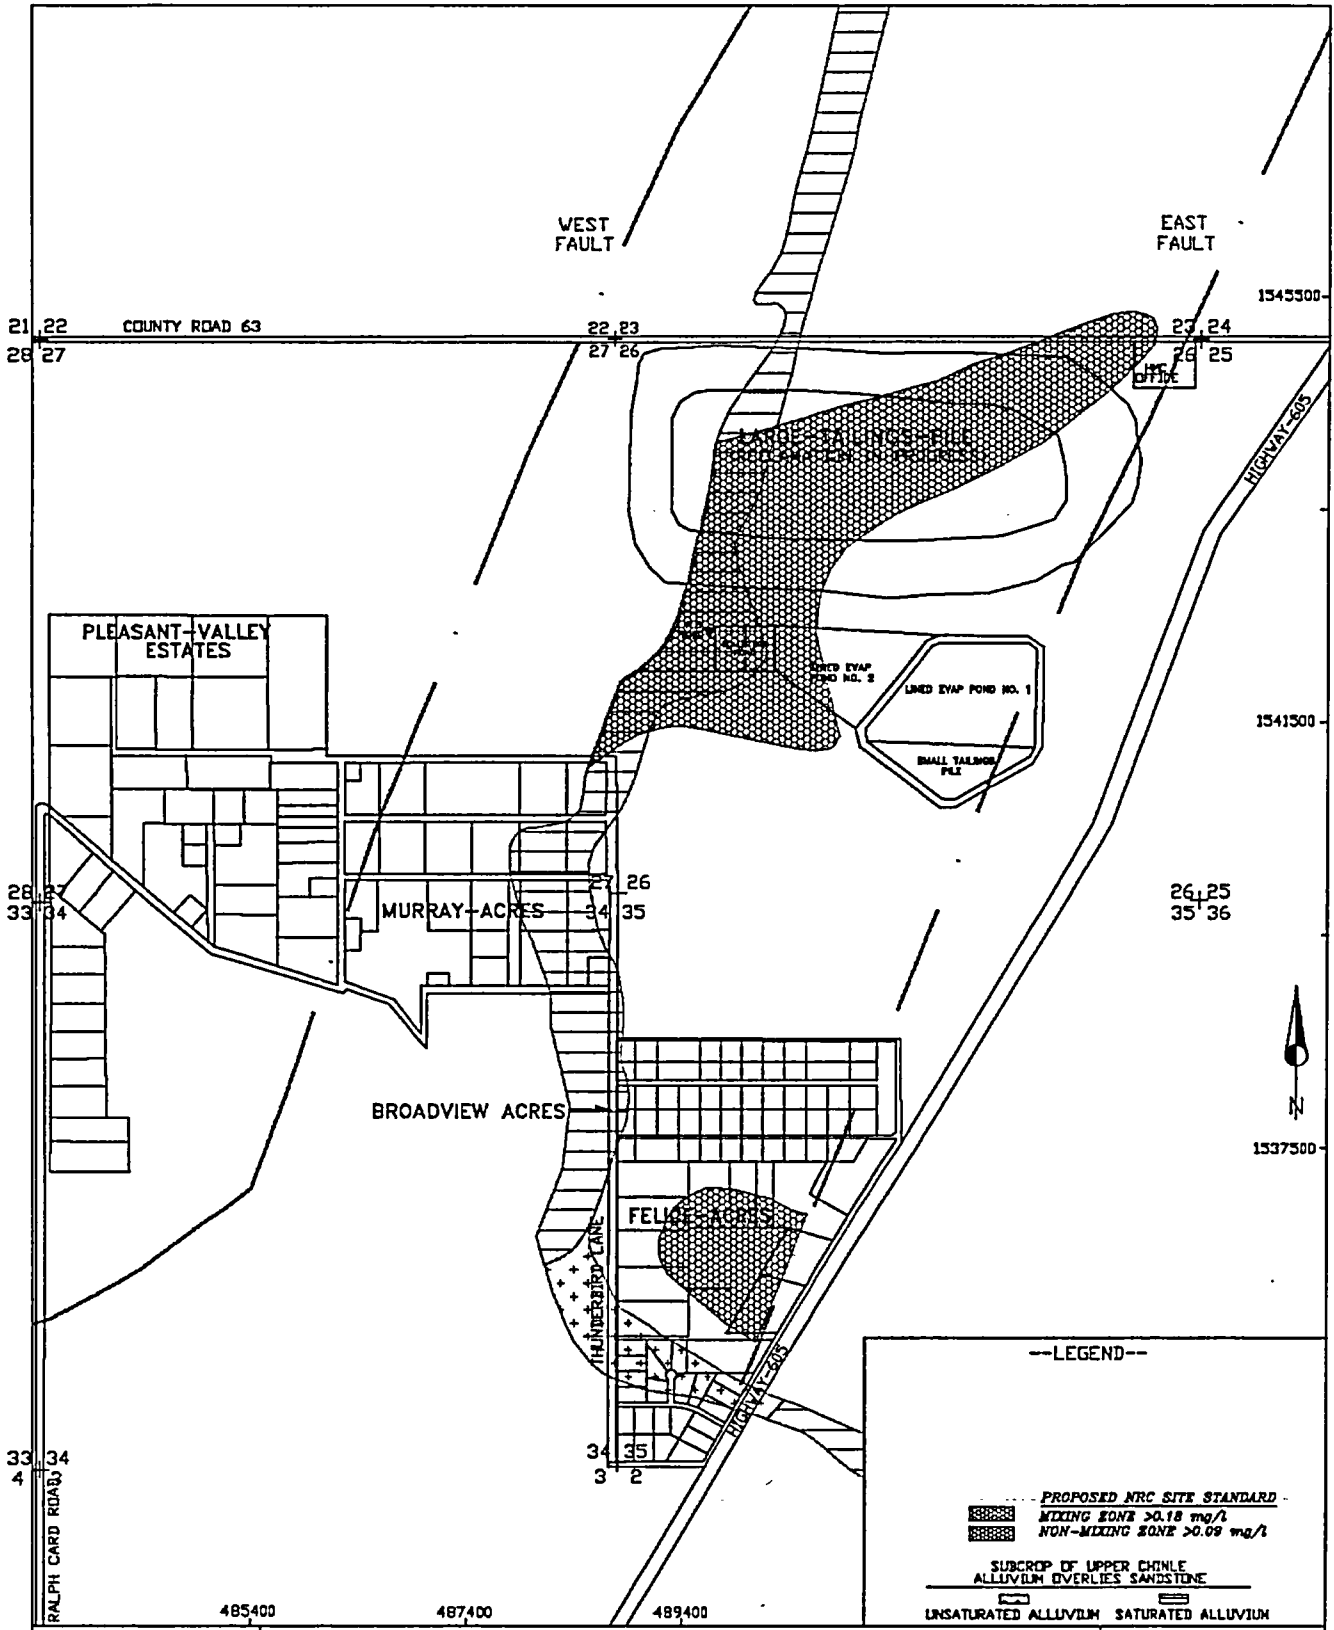 WEST
FAULT
EAST
FAULT
1545500
21 22
COUNTY ROAD 63
22 23
23 24
28 27
27 26
26 25
OFFICE
HIGHWAY-605
LARGE-TAILINGS-PILE
PLEASANT-VALLEY
ESTATES
LINED EVAP
POND NO. 2
LINED EVAP POND NO. 1
1541500
SMALL TAILINGS
PILE
28 27
27 26
26 25
33 34
MURRAY-ACRES
34 35
35 36
N
BROADVIEW ACRES
1537500
FELICE-ACRES
THUNDERBIRD LANE
HIGHWAY-605
--LEGEND--
33 34
34 35
4 3
3 2
RALPH CARD ROAD
PROPOSED NRC SITE STANDARD
MIXING ZONE >0.18 mg/l
NON-MIXING ZONE >0.09 mg/l
SUBCROP OF UPPER CHINLE
ALLUVIUM OVERLIES SANDSTONE
UNSATURATED ALLUVIUM SATURATED ALLUVIUM
485400
487400
489400